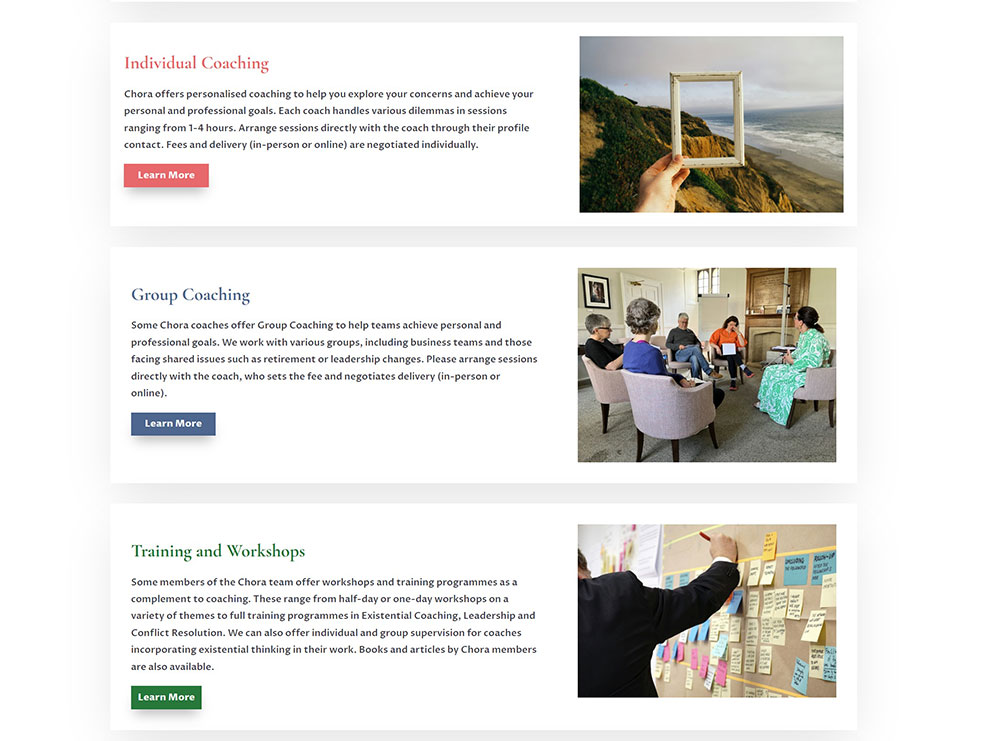 Individual Coaching
Chora offers personalised coaching to help you explore your concerns and achieve your
personal and professional goals. Each coach handles various dilemmas in sessions
ranging from 1-4 hours. Arrange sessions directly with the coach through their profile
contact. Fees and delivery (in-person or online) are negotiated individually.
Learn More
Group Coaching
Some Chora coaches offer Group Coaching to help teams achieve personal and
professional goals. We work with various groups, including business teams and those
facing shared issues such as retirement or leadership changes. Please arrange sessions
directly with the coach, who sets the fee and negotiates delivery (in-person or
online).
Learn More
Training and Workshops
Some members of the Chora team offer workshops and training programmes as a
complement to coaching. These range from half-day or one-day workshops on a
variety of themes to full training programmes in Existential Coaching, Leadership and
Conflict Resolution. We can also offer individual and group supervision for coaches
incorporating existential thinking in their work. Books and articles by Chora members
are also available.
Learn More